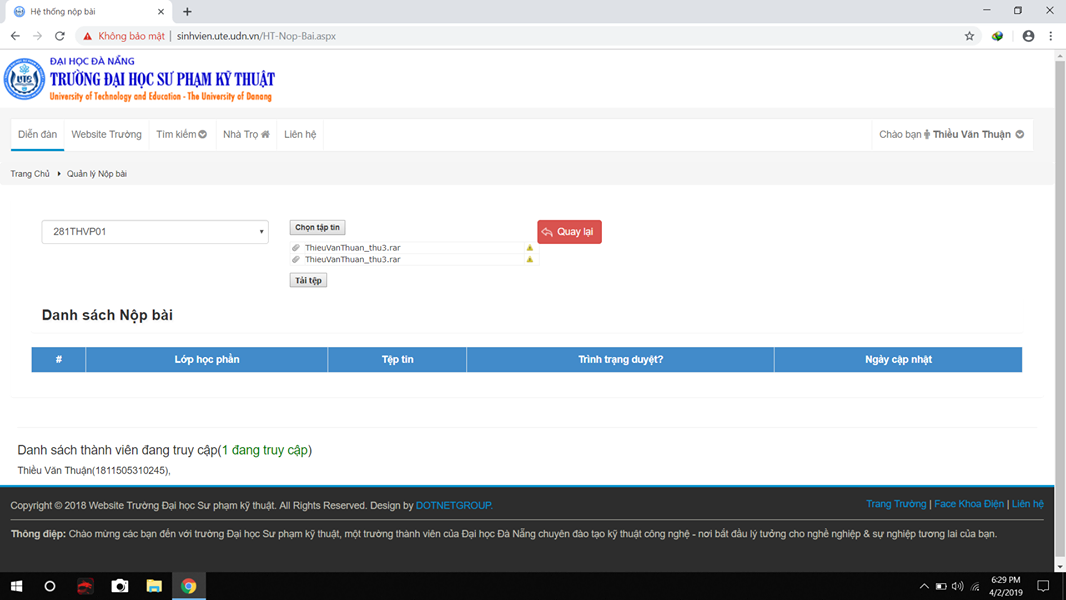 Hệ thống nộp bài
Không bảo mật | sinhvien.ute.udn.vn/HT-Nop-Bai.aspx
ĐẠI HỌC ĐÀ NẴNG
TRƯỜNG ĐẠI HỌC SƯ PHẠM KỸ THUẬT
University of Technology and Education - The University of Danang
Diễn đàn Website Trường Tìm kiếm Nhà Trọ Liên hệ Chào bạn Thiều Văn Thuận
Trang Chủ Quản lý Nộp bài
281THVP01 Chọn tập tin Quay lại
ThieuVanThuan_thu3.rar
ThieuVanThuan_thu3.rar
Tải tệp
Danh sách Nộp bài
# Lớp học phần Tệp tin Trình trạng duyệt? Ngày cập nhật
Danh sách thành viên đang truy cập(1 đang truy cập)
Thiều Văn Thuận(1811505310245),
Copyright © 2018 Website Trường Đại học Sư phạm kỹ thuật. All Rights Reserved. Design by DOTNETGROUP. Trang Trường | Face Khoa Điện | Liên hệ
Thông điệp: Chào mừng các bạn đến với trường Đại học Sư phạm kỹ thuật, một trường thành viên của Đại học Đà Nẵng chuyên đào tạo kỹ thuật công nghệ - nơi bắt đầu lý tưởng cho nghề nghiệp & sự nghiệp tương lai của bạn.
6:29 PM
4/2/2019